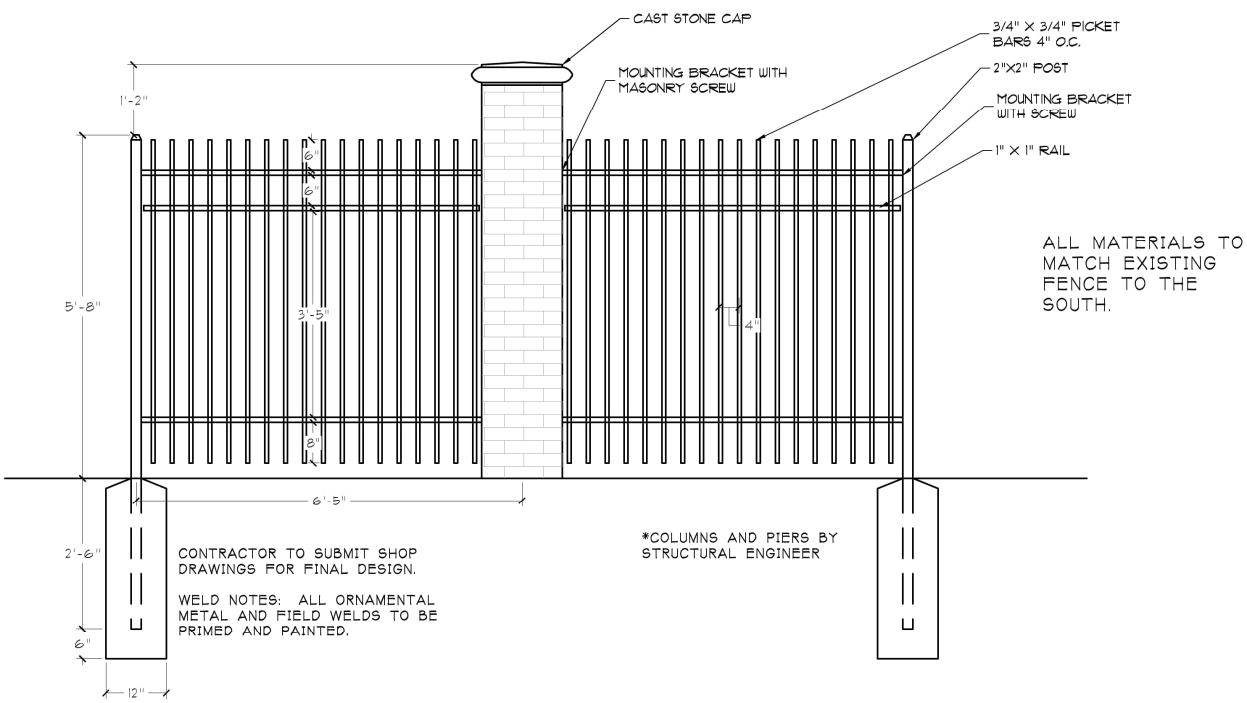 CAST STONE CAP
3/4" X 3/4" PICKET
BARS 4" O.C.
2"X2" POST
MOUNTING BRACKET WITH
MASONRY SCREW
MOUNTING BRACKET
WITH SCREW
1" X 1" RAIL
1'-2"
6"
6"
5'-8"
3'-5"
4"
8"
ALL MATERIALS TO
MATCH EXISTING
FENCE TO THE
SOUTH.
6'-5"
2'-6"
6"
12"
CONTRACTOR TO SUBMIT SHOP
DRAWINGS FOR FINAL DESIGN.
WELD NOTES: ALL ORNAMENTAL
METAL AND FIELD WELDS TO BE
PRIMED AND PAINTED.
*COLUMNS AND PIERS BY
STRUCTURAL ENGINEER